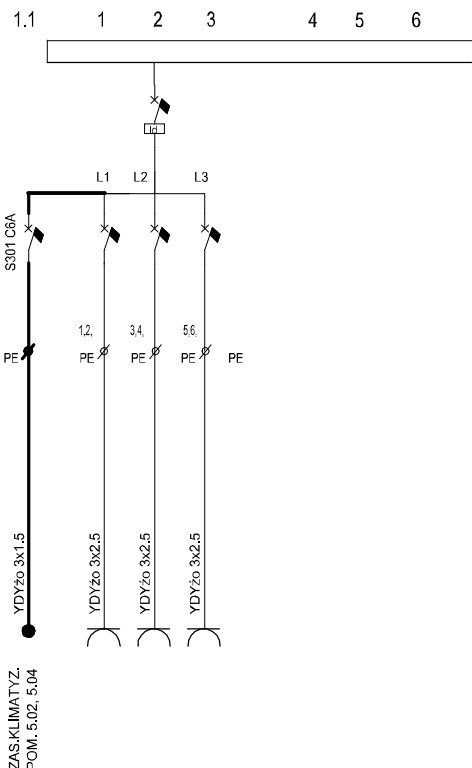 1.1 1 2 3 4 5 6
Id
L1 L2 L3
S301 C6A
1,2, 3,4, 5,6,
PE PE PE PE PE
YDYżo 3x1.5
YDYżo 3x2.5
YDYżo 3x2.5
YDYżo 3x2.5
ZAS.KLIMATYZ.
POM. 5.02, 5.04